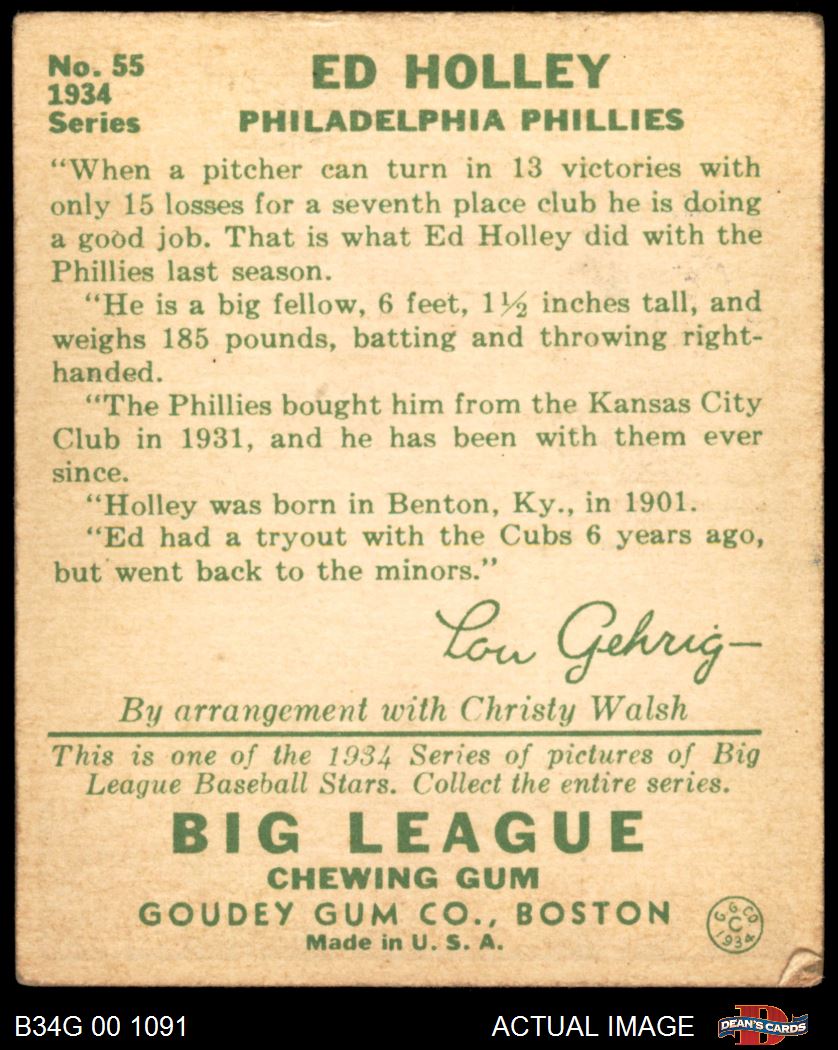 No. 55
1934
Series
ED HOLLEY
PHILADELPHIA PHILLIES
“When a pitcher can turn in 13 victories with
only 15 losses for a seventh place club he is doing
a good job. That is what Ed Holley did with the
Phillies last season.
“He is a big fellow, 6 feet, 1½ inches tall, and
weighs 185 pounds, batting and throwing right-
handed.
“The Phillies bought him from the Kansas City
Club in 1931, and he has been with them ever
since.
“Holley was born in Benton, Ky., in 1901.
“Ed had a tryout with the Cubs 6 years ago,
but went back to the minors.”
Lou Gehrig—
By arrangement with Christy Walsh
This is one of the 1934 Series of pictures of Big
League Baseball Stars. Collect the entire series.
BIG LEAGUE
CHEWING GUM
GOUDEY GUM CO., BOSTON
Made in U. S. A.
G. G. CO
C
1934
B34G 00 1091
ACTUAL IMAGE
D
DEAN'S CARDS